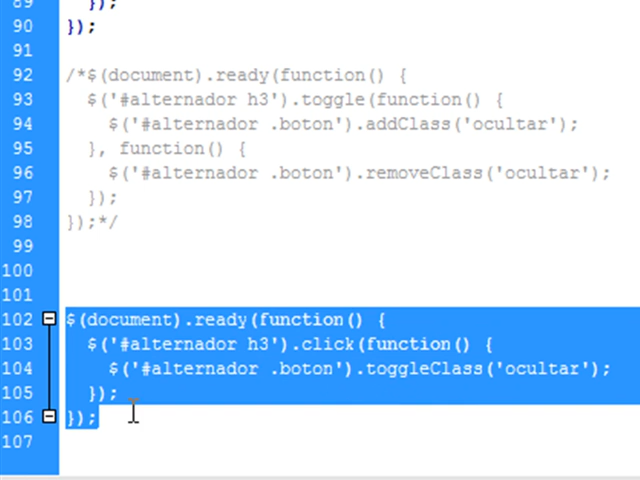 89   });
90 });
91
92 /*$(document).ready(function() {
93   $('#alternador h3').toggle(function() {
94     $('#alternador .boton').addClass('ocultar');
95   }, function() {
96     $('#alternador .boton').removeClass('ocultar');
97   });
98 });*/
99
100
101
102 $(document).ready(function() {
103   $('#alternador h3').click(function() {
104     $('#alternador .boton').toggleClass('ocultar');
105   });
106 });
107